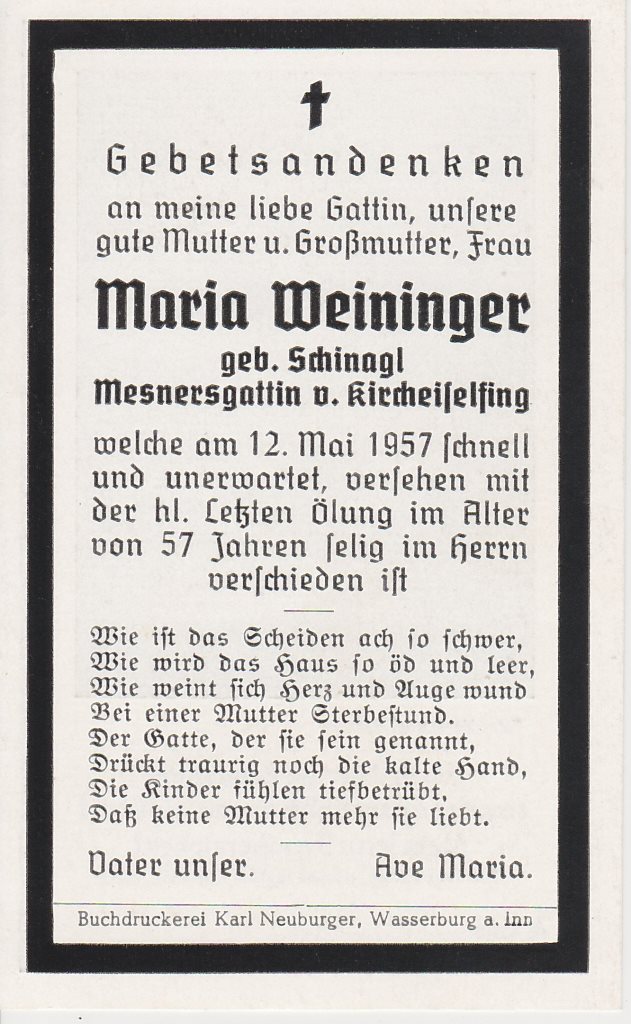 Gebetsandenken
an meine liebe Gattin, unsere
gute Mutter u. Großmutter, Frau
Maria Weininger
geb. Schinagl
Mesnersgattin v. Kircheiselfing
welche am 12. Mai 1957 schnell
und unerwartet, versehen mit
der hl. Letzten Ölung im Alter
von 57 Jahren selig im Herrn
verschieden ist
Wie ist das Scheiden ach so schwer,
Wie wird das Haus so öd und leer,
Wie weint sich Herz und Auge wund
Bei einer Mutter Sterbestund.
Der Gatte, der sie sein genannt,
Drückt traurig noch die kalte Hand,
Die Kinder fühlen tiefbetrübt,
Daß keine Mutter mehr sie liebt.
Vater unser. Ave Maria.
Buchdruckerei Karl Neuburger, Wasserburg a. Inn